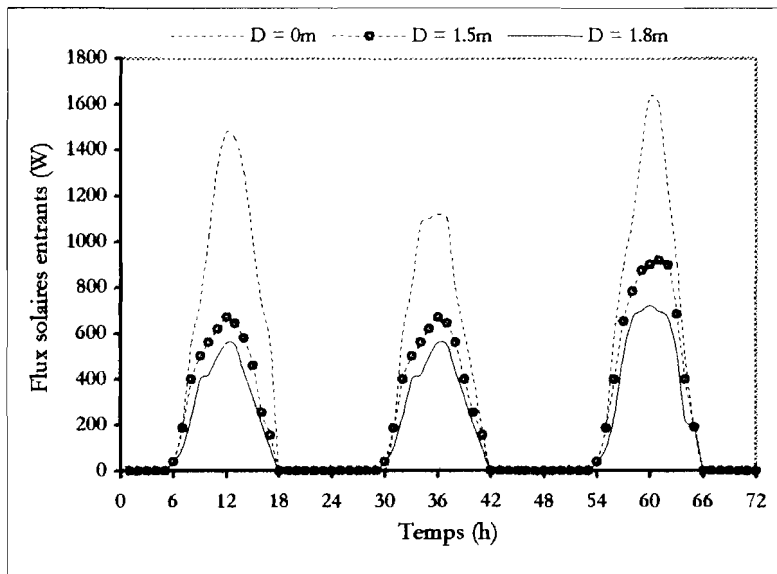 D = 0m D = 1.5m D = 1.8m
1800
1600
1400
1200
1000
800
600
400
200
0
Flux solaires entrants (W)
0 6 12 18 24 30 36 42 48 54 60 66 72
Temps (h)